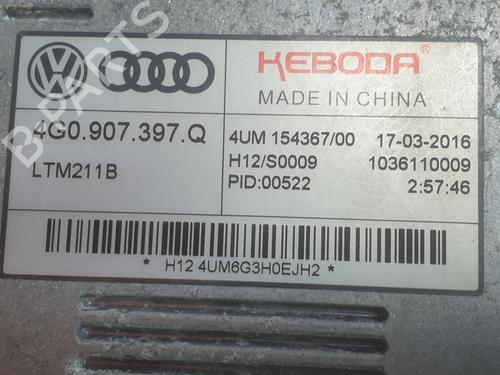 KEBODA®
MADE IN CHINA
4G0.907.397.Q
4UM 154367/00 17-03-2016
LTM211B
H12/S0009 1036110009
PID:00522 2:57:46
* H12 4UM6G3H0EJH2 *
B-PARTS